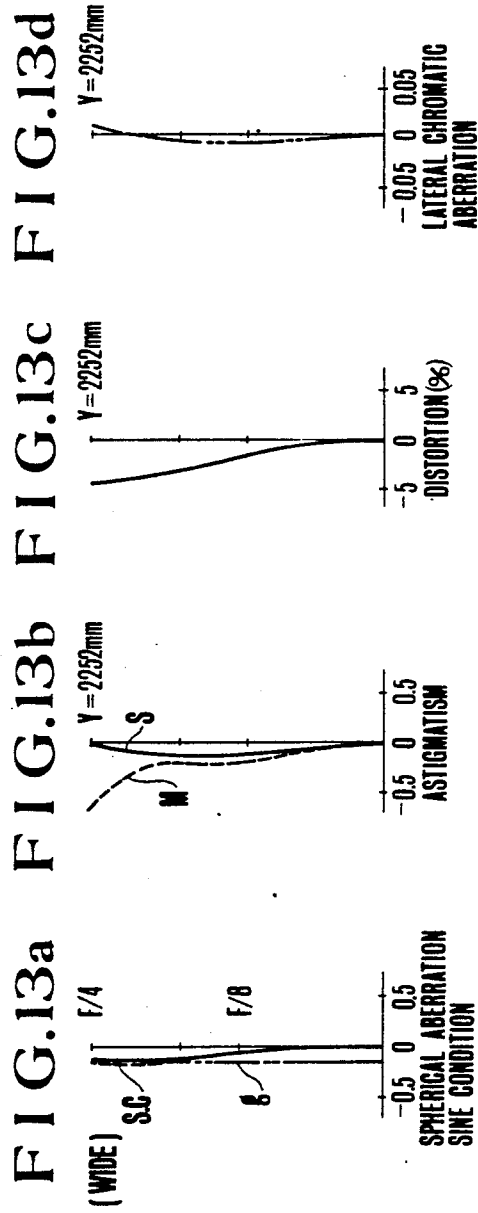 FIG.13a
(WIDE)
F/4
S.C
F/8
g
-0.5 0 0.5
SPHERICAL ABERRATION
SINE CONDITION
FIG.13b
Y=2252mm
S
M
-0.5 0 0.5
ASTIGMATISM
FIG.13c
Y=2252mm
-5 0 5
DISTORTION(%)
FIG.13d
Y=2252mm
-0.05 0 0.05
LATERAL CHROMATIC
ABERRATION